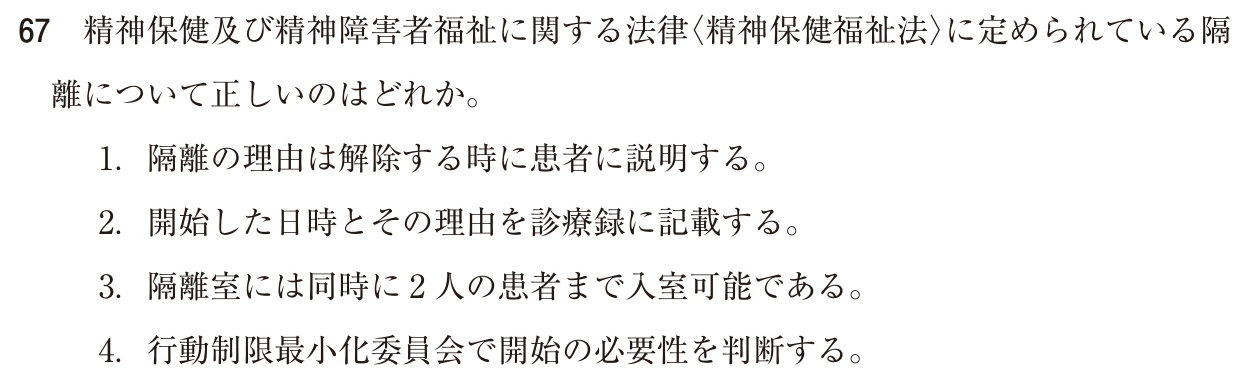 67 精神保健及び精神障害者福祉に関する法律〈精神保健福祉法〉に定められている隔
離について正しいのはどれか。
1. 隔離の理由は解除する時に患者に説明する。
2. 開始した日時とその理由を診療録に記載する。
3. 隔離室には同時に2人の患者まで入室可能である。
4. 行動制限最小化委員会で開始の必要性を判断する。